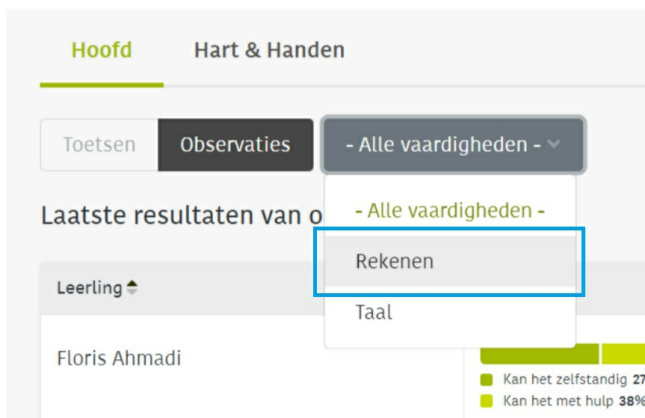 Hoofd Hart & Handen
Toetsen Observaties - Alle vaardigheden -
- Alle vaardigheden -
Laatste resultaten van o
Rekenen
Leerling
Taal
Floris Ahmadi
Kan het zelfstandig 27
Kan het met hulp 38%